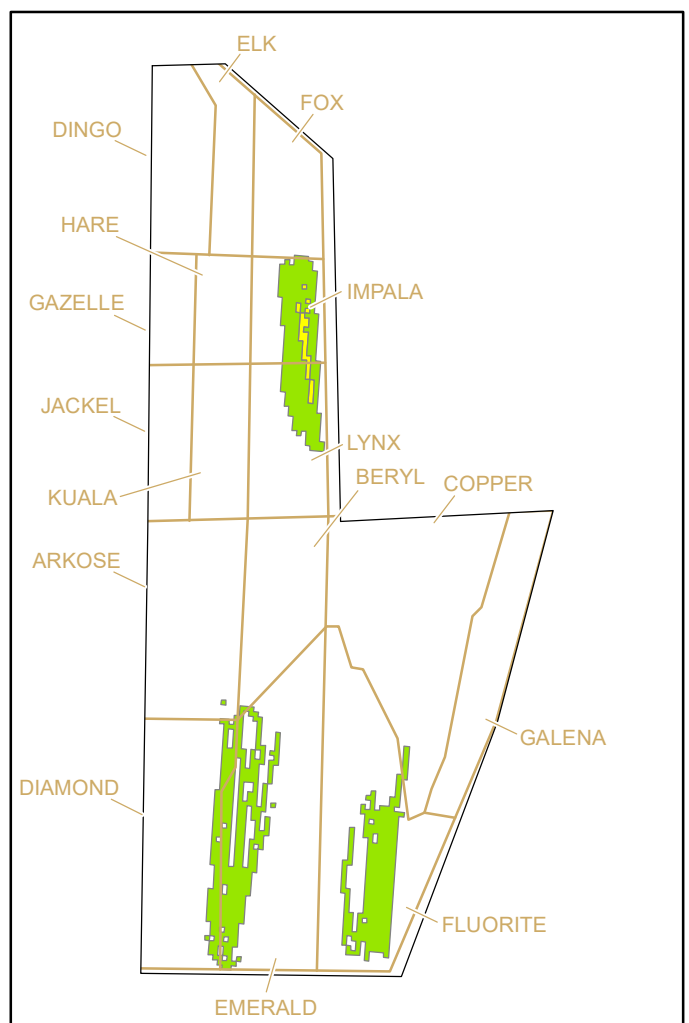 ELK
FOX
DINGO
HARE
IMPALA
GAZELLE
JACKEL
LYNX
BERYL
KUALA
COPPER
ARKOSE
GALENA
DIAMOND
FLUORITE
EMERALD